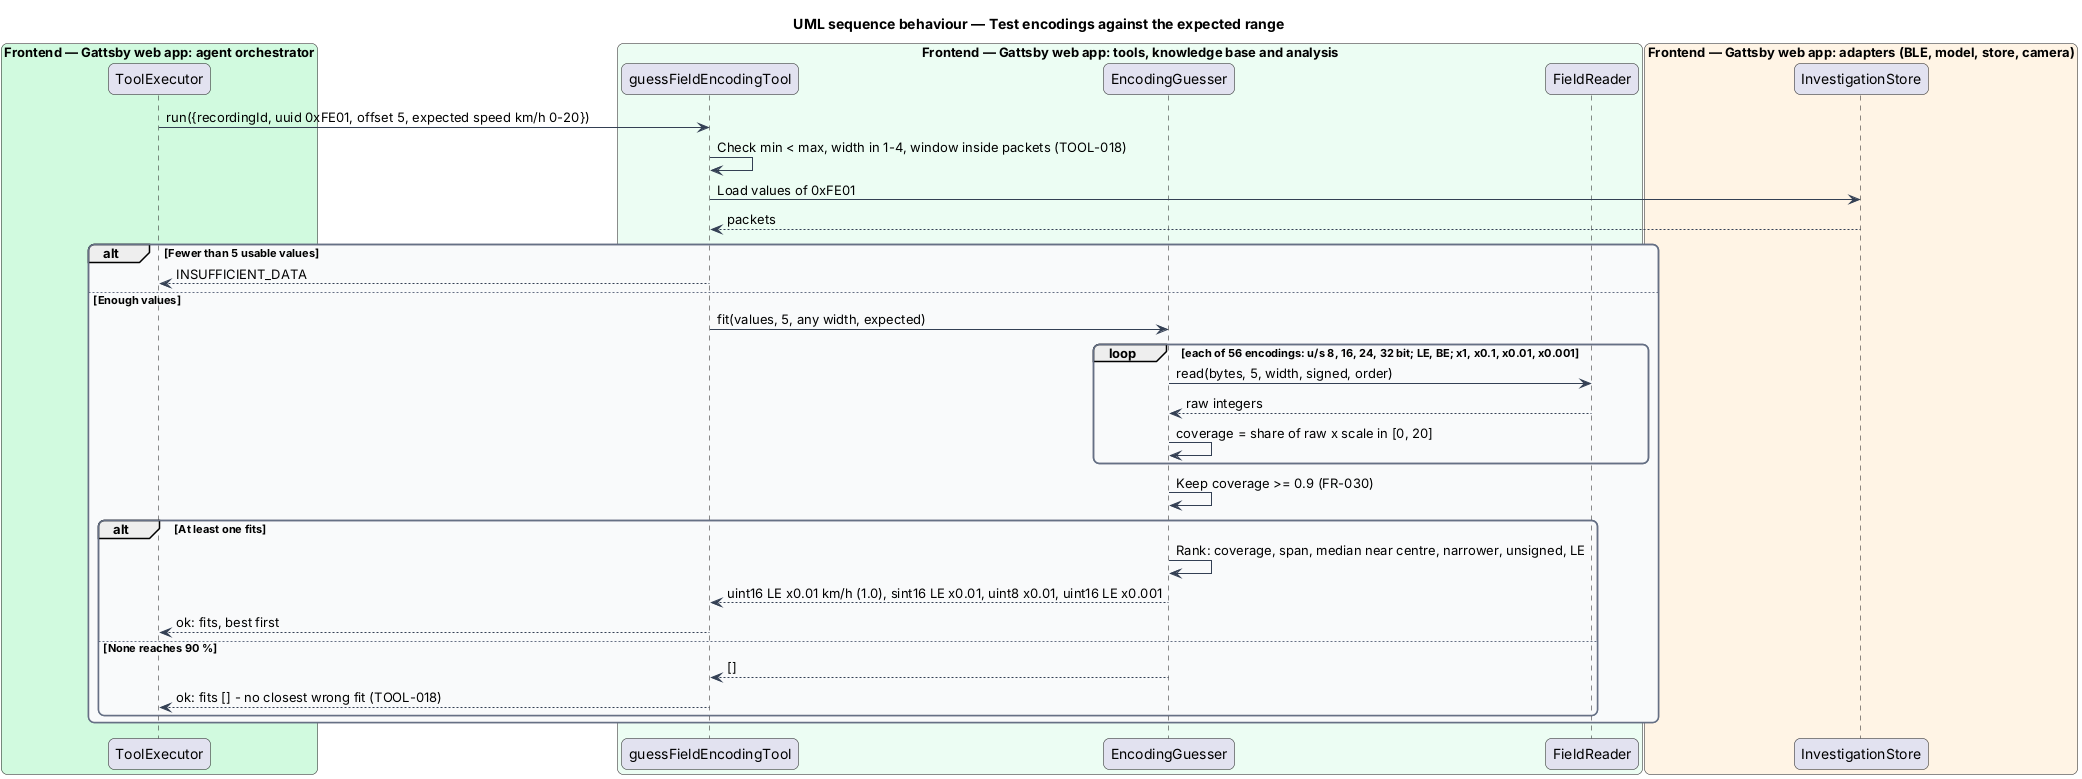 UML sequence behaviour — Test encodings against the expected range
Frontend — Gattsby web app: agent orchestrator
Frontend — Gattsby web app: tools, knowledge base and analysis
Frontend — Gattsby web app: adapters (BLE, model, store, camera)
ToolExecutor
guessFieldEncodingTool
EncodingGuesser
FieldReader
InvestigationStore
run({recordingId, uuid 0xFE01, offset 5, expected speed km/h 0-20})
Check min < max, width in 1-4, window inside packets (TOOL-018)
Load values of 0xFE01
packets
alt
[Fewer than 5 usable values]
INSUFFICIENT_DATA
[Enough values]
fit(values, 5, any width, expected)
loop
[each of 56 encodings: u/s 8, 16, 24, 32 bit; LE, BE; x1, x0.1, x0.01, x0.001]
read(bytes, 5, width, signed, order)
raw integers
coverage = share of raw x scale in [0, 20]
Keep coverage >= 0.9 (FR-030)
alt
[At least one fits]
Rank: coverage, span, median near centre, narrower, unsigned, LE
uint16 LE x0.01 km/h (1.0), sint16 LE x0.01, uint8 x0.01, uint16 LE x0.001
ok: fits, best first
[None reaches 90 %]
[]
ok: fits [] - no closest wrong fit (TOOL-018)
ToolExecutor
guessFieldEncodingTool
EncodingGuesser
FieldReader
InvestigationStore